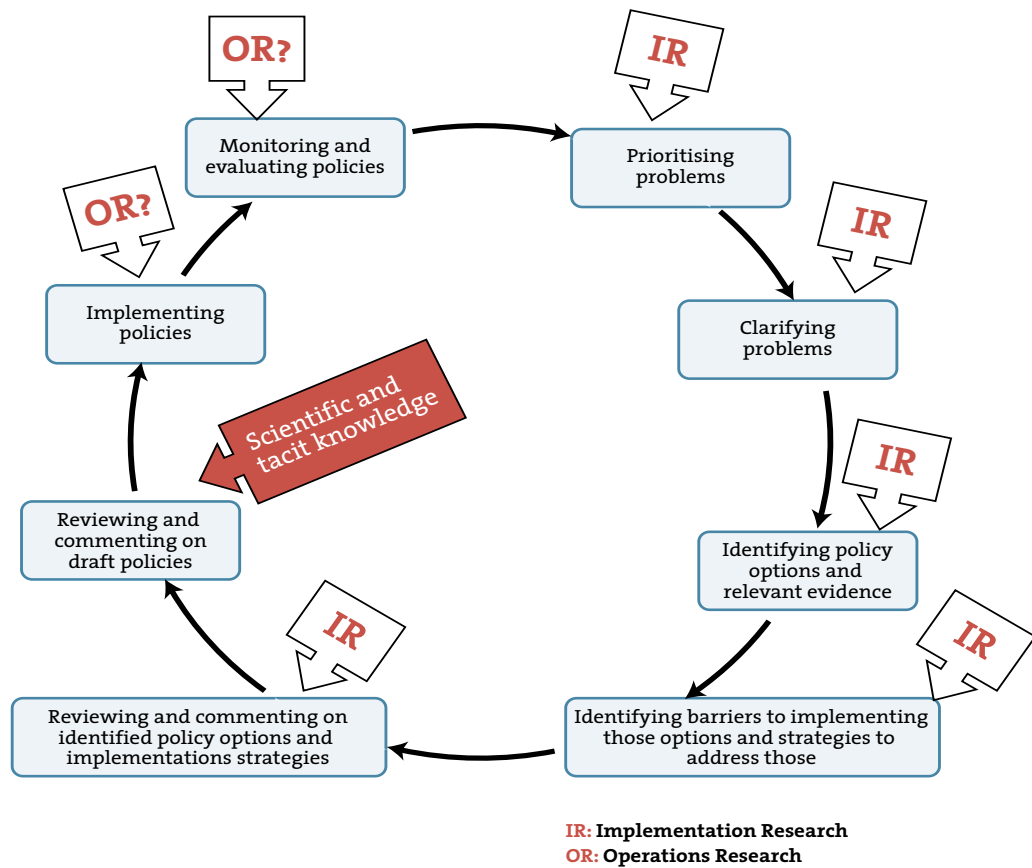 OR?
IR
Monitoring and
evaluating policies
Prioritising
problems
OR?
IR
Implementing
policies
Clarifying
problems
Scientific and
tacit knowledge
IR
Reviewing and
commenting on
draft policies
Identifying policy
options and
relevant evidence
IR
IR
Reviewing and commenting on
identified policy options and
implementations strategies
Identifying barriers to implementing
those options and strategies to
address those
IR: Implementation Research
OR: Operations Research